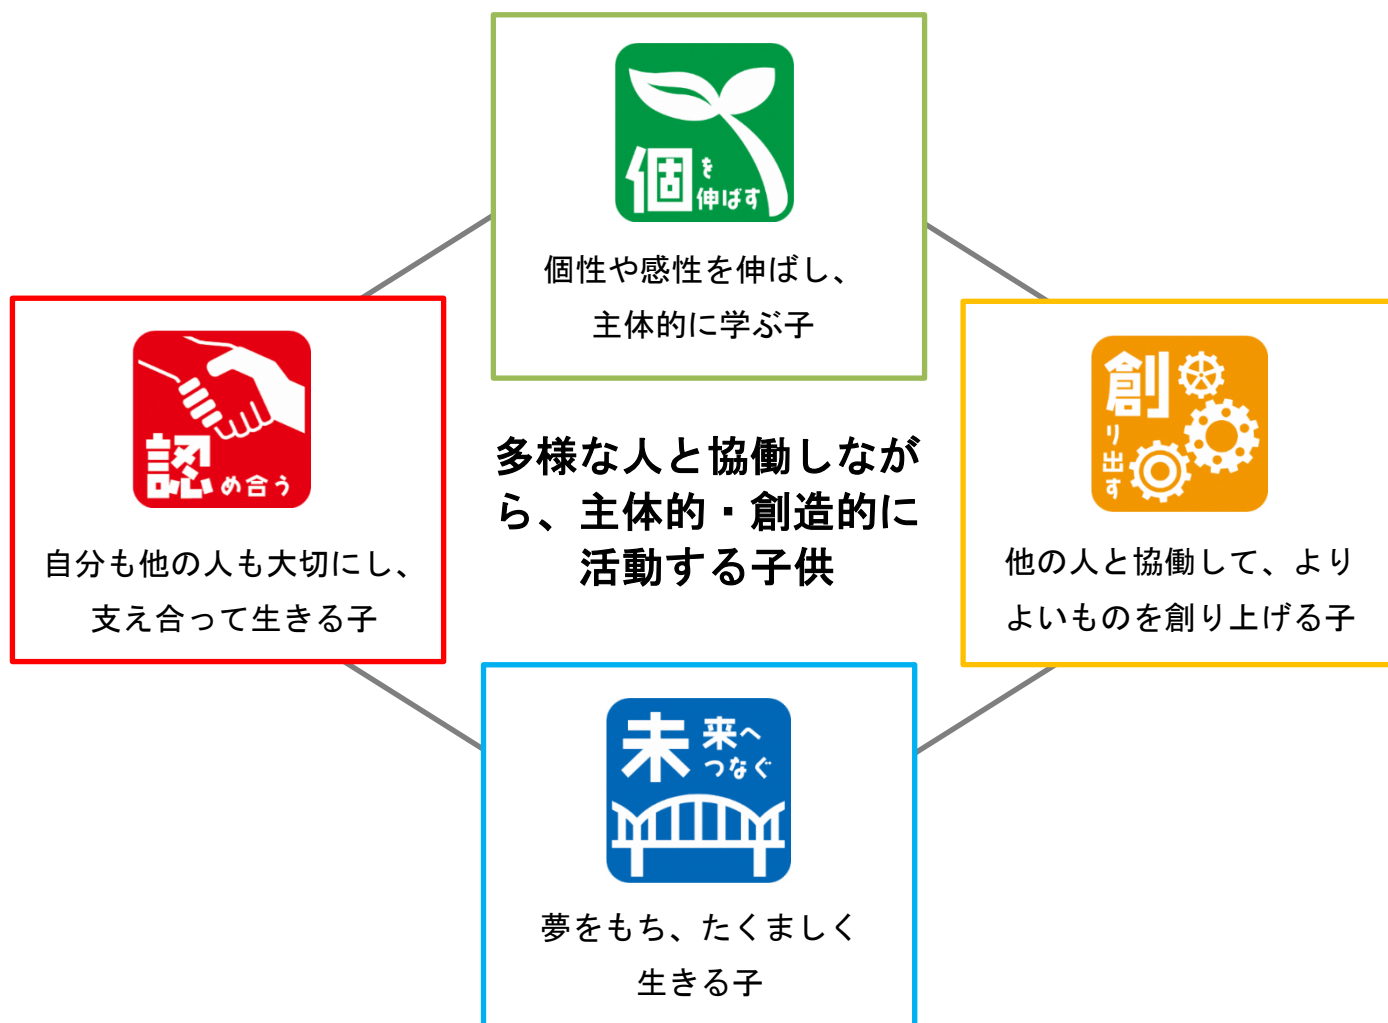 個を
伸ばす
個性や感性を伸ばし、
主体的に学ぶ子
認め合う
自分も他の人も大切にし、
支え合って生きる子
多様な人と協働しなが
ら、主体的・創造的に
活動する子供
創り出す
他の人と協働して、より
よいものを創り上げる子
未来へ
つなぐ
夢をもち、たくましく
生きる子